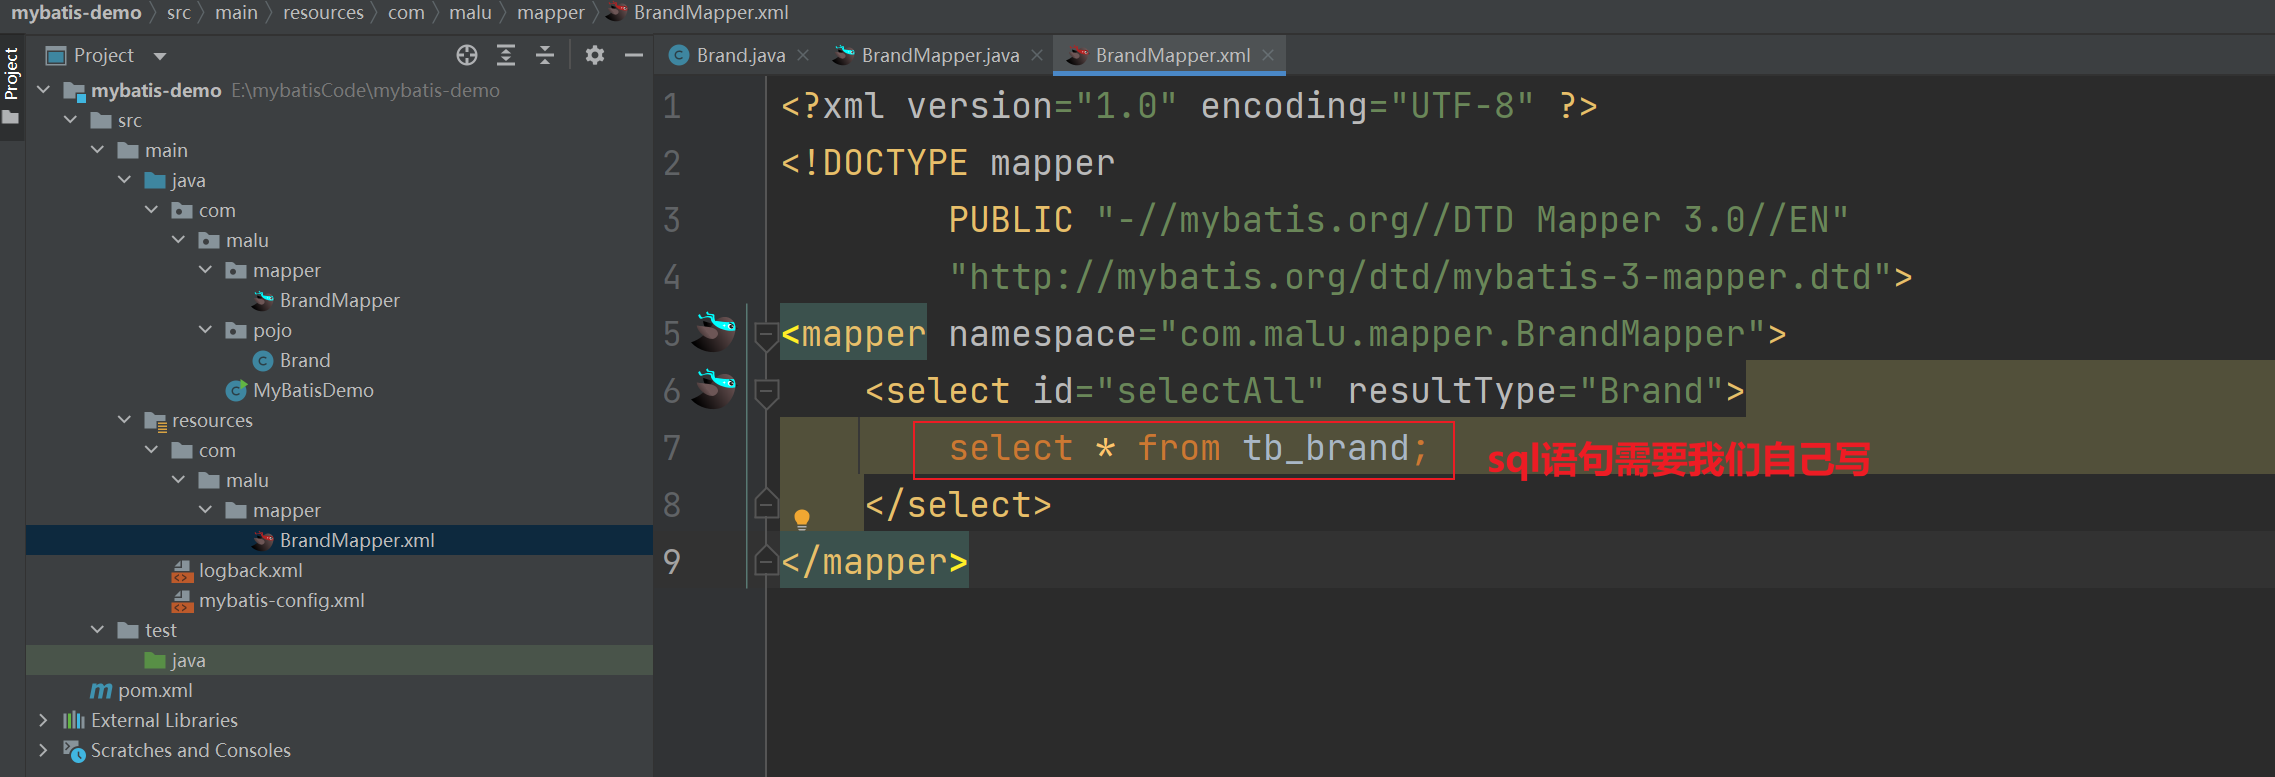 mybatis-demo src main resources com malu mapper BrandMapper.xml
Project
Project
mybatis-demo E:\mybatisCode\mybatis-demo
src
main
java
com
malu
mapper
BrandMapper
pojo
Brand
MyBatisDemo
resources
com
malu
mapper
BrandMapper.xml
logback.xml
mybatis-config.xml
test
java
pom.xml
External Libraries
Scratches and Consoles
Brand.java BrandMapper.java BrandMapper.xml
1 <?xml version="1.0" encoding="UTF-8" ?>
2 <!DOCTYPE mapper
3 PUBLIC "-//mybatis.org//DTD Mapper 3.0//EN"
4 "http://mybatis.org/dtd/mybatis-3-mapper.dtd">
5 <mapper namespace="com.malu.mapper.BrandMapper">
6 <select id="selectAll" resultType="Brand">
7 select * from tb_brand; sql语句需要我们自己写
8 </select>
9 </mapper>